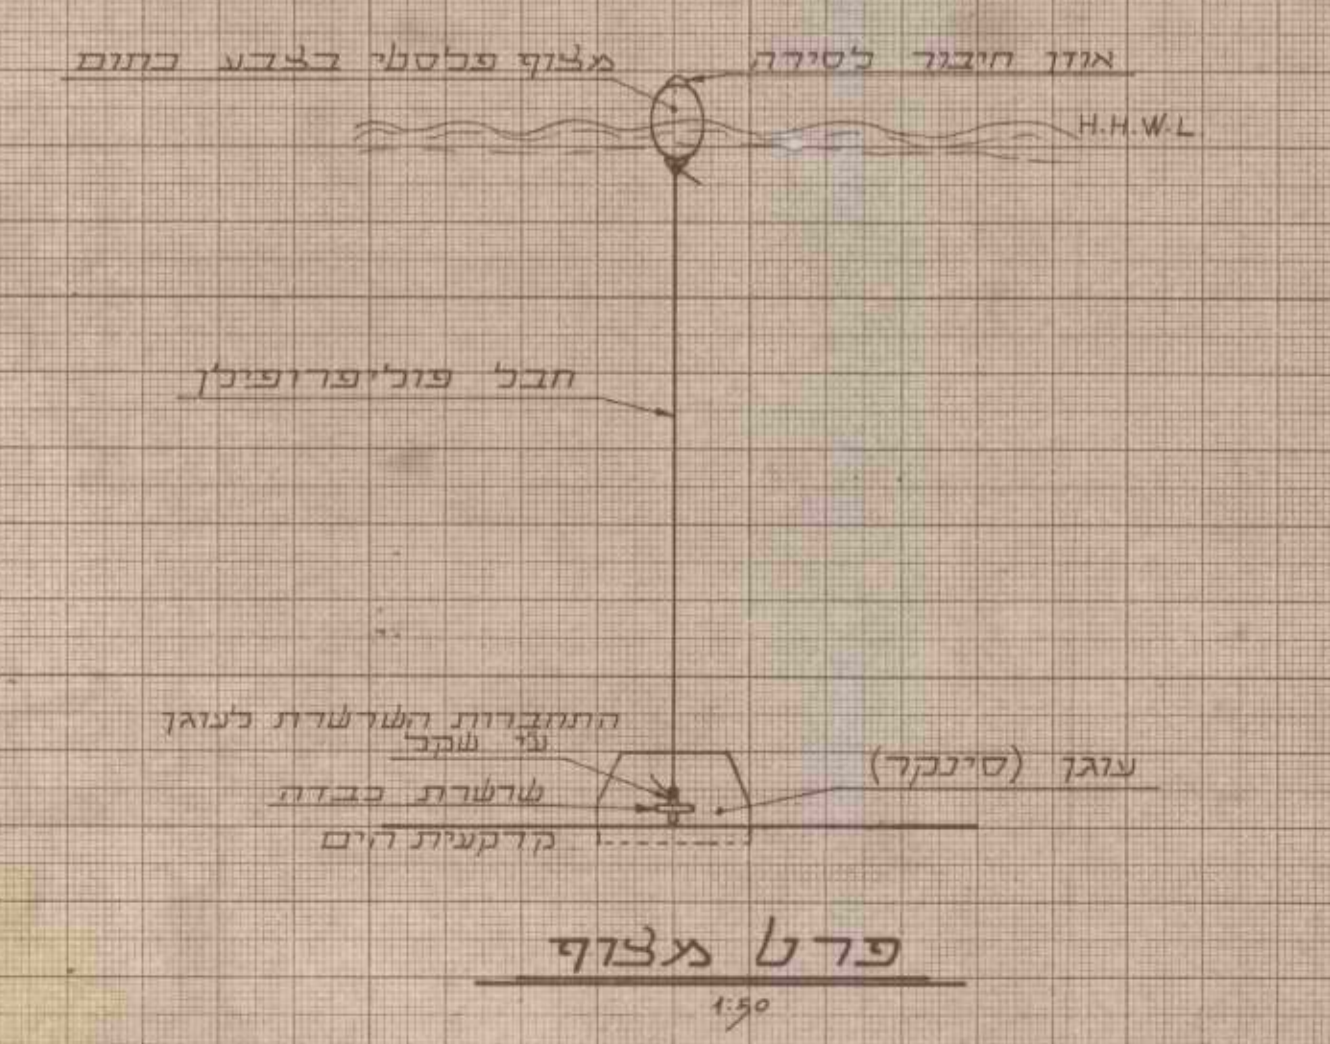 אוזן חיבור לסירה
מצוף פלסטי בצבע כתום
H.H.W.L.
חבל פוליפרופילן
התחברות השרשרת לעוגן
ע"י שקל
שרשרת כבדה
קרקעית הים
עוגן (סינקר)
פרט מצוף
1:50